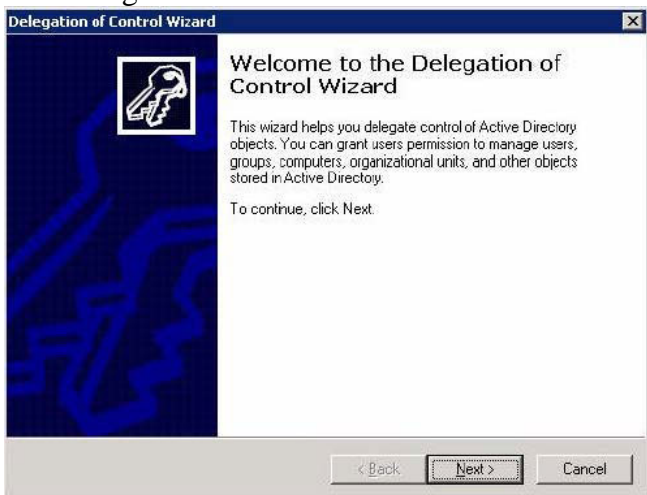 Delegation of Control Wizard
Welcome to the Delegation of
Control Wizard
This wizard helps you delegate control of Active Directory
objects. You can grant users permission to manage users,
groups, computers, organizational units, and other objects
stored in Active Directory.
To continue, click Next.
< Back
Next >
Cancel